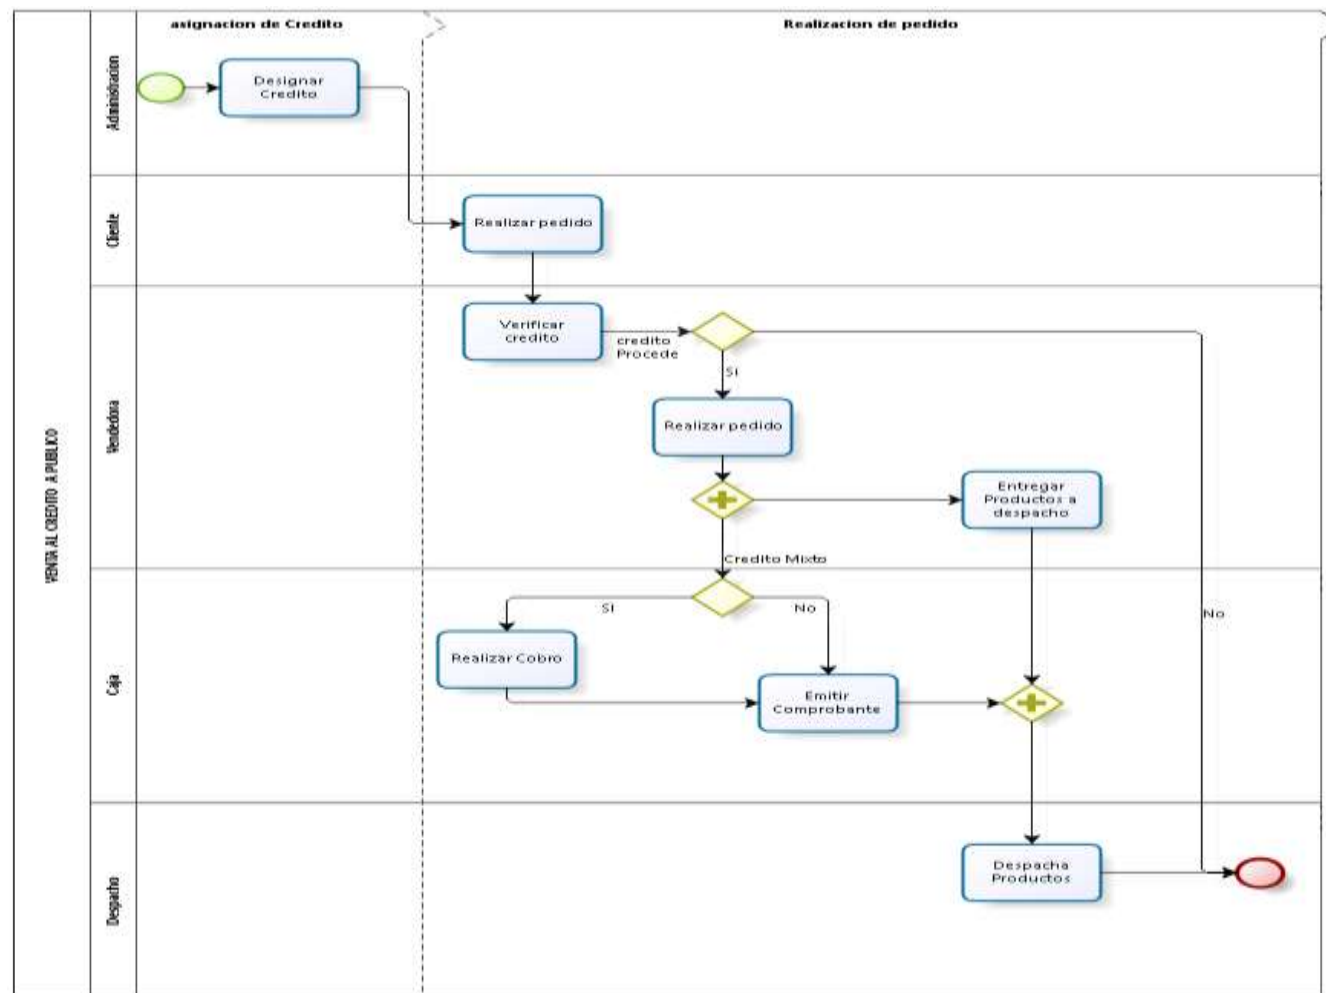 asignacion de Credito
Realizacion de pedido
VENTA AL CREDITO A PUBLICO
Administracion
Designar
Credito
Cliente
Realizar pedido
Vendedora
Verificar
credito
credito
Procede
Si
Realizar pedido
Entregar
Productos a
despacho
Credito Mixto
Caja
Si
No
No
Realizar Cobro
Emitir
Comprobante
Despacho
Despacha
Productos